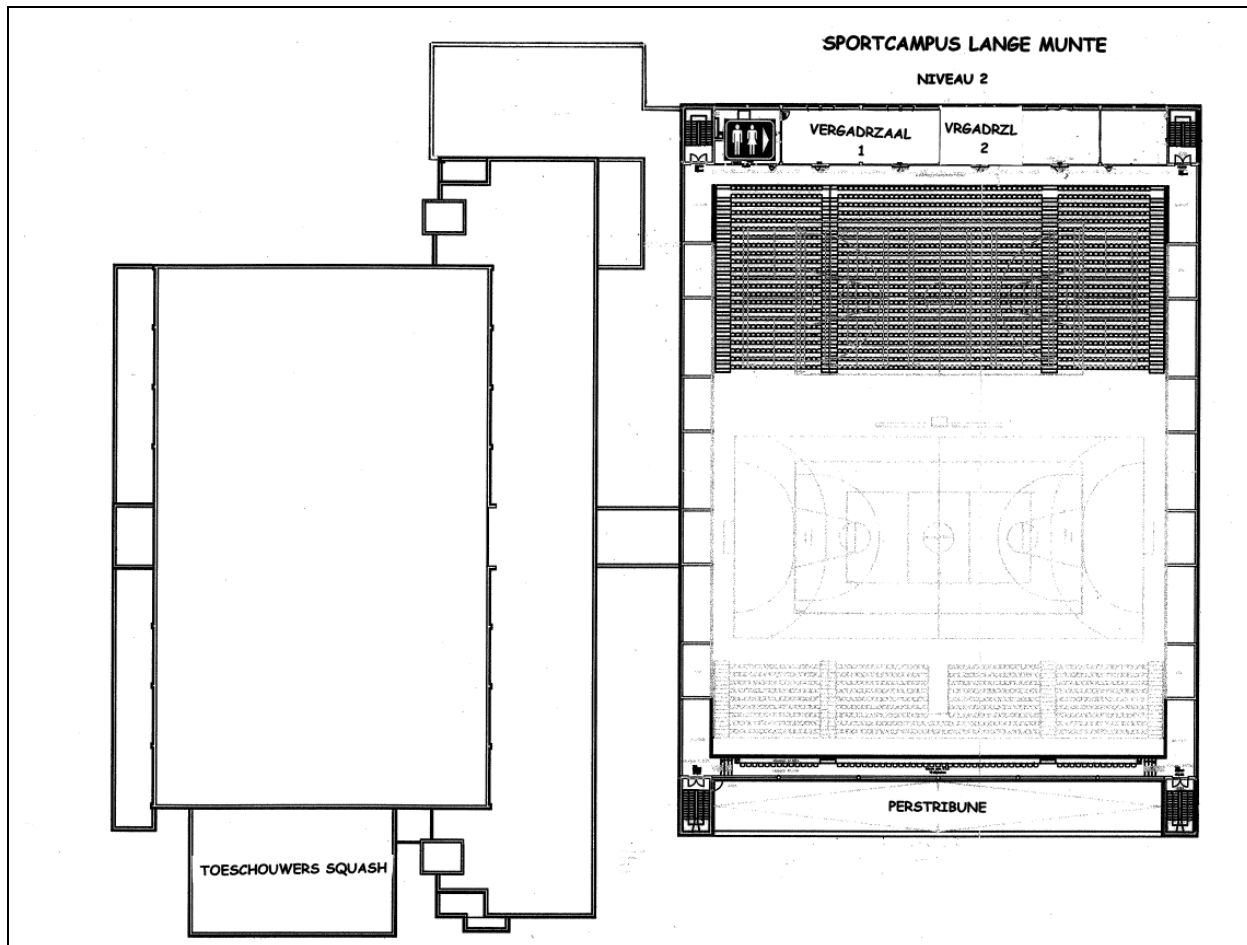 SPORTCAMPUS LANGE MUNTE
NIVEAU 2
VERGADRZAAL
1
VRGADRZL
2
PERSTRIBUNE
TOESCHOUWERS SQUASH